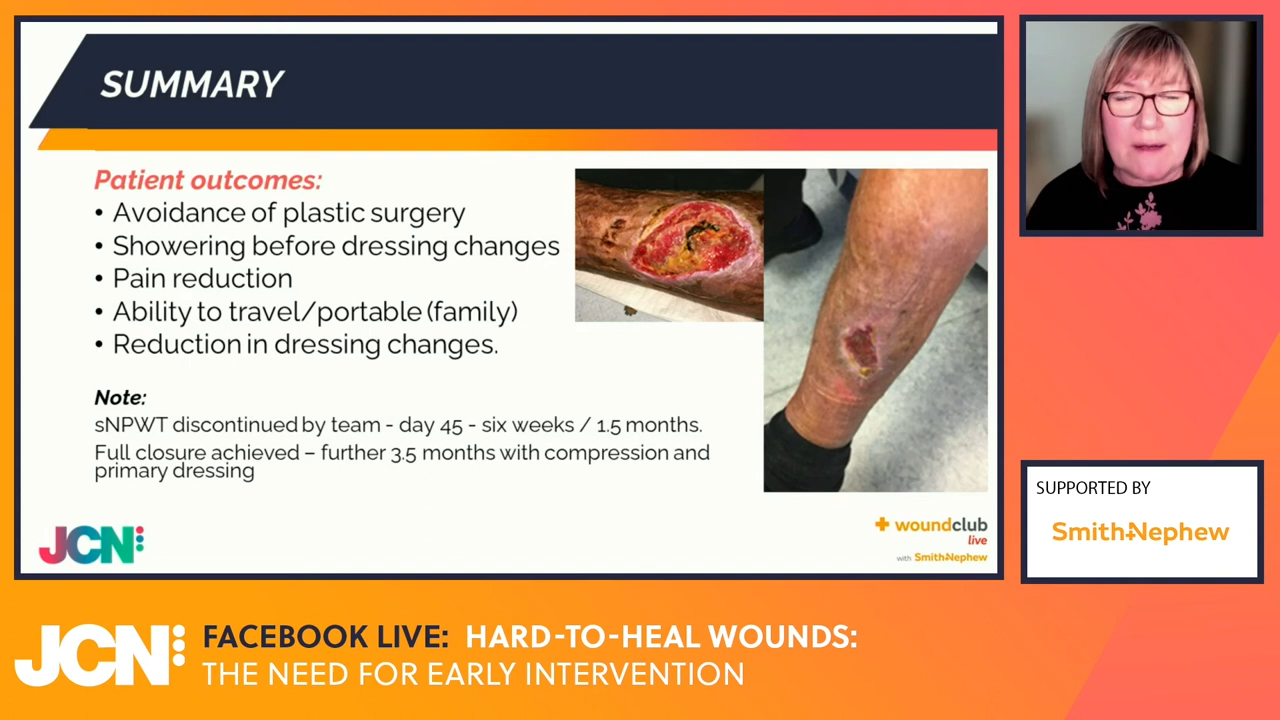 SUMMARY
Patient outcomes:
• Avoidance of plastic surgery
• Showering before dressing changes
• Pain reduction
• Ability to travel/portable (family)
• Reduction in dressing changes.
Note:
sNPWT discontinued by team - day 45 - six weeks / 1.5 months.
Full closure achieved – further 3.5 months with compression and
primary dressing
JCN
+ woundclub
live
with Smith+Nephew
SUPPORTED BY
Smith+Nephew
JCN
FACEBOOK LIVE: HARD-TO-HEAL WOUNDS:
THE NEED FOR EARLY INTERVENTION